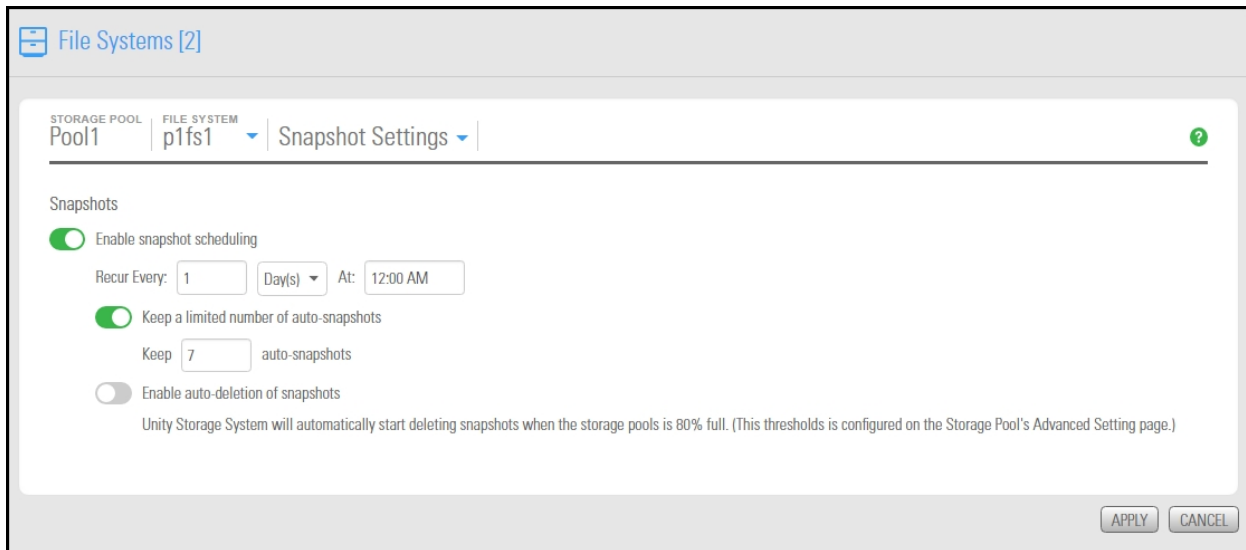 File Systems [2]
STORAGE POOL FILE SYSTEM
Pool1 p1fs1 Snapshot Settings
?
Snapshots
Enable snapshot scheduling
Recur Every: 1 Day(s) At: 12:00 AM
Keep a limited number of auto-snapshots
Keep 7 auto-snapshots
Enable auto-deletion of snapshots
Unity Storage System will automatically start deleting snapshots when the storage pools is 80% full. (This thresholds is configured on the Storage Pool's Advanced Setting page.)
APPLY CANCEL